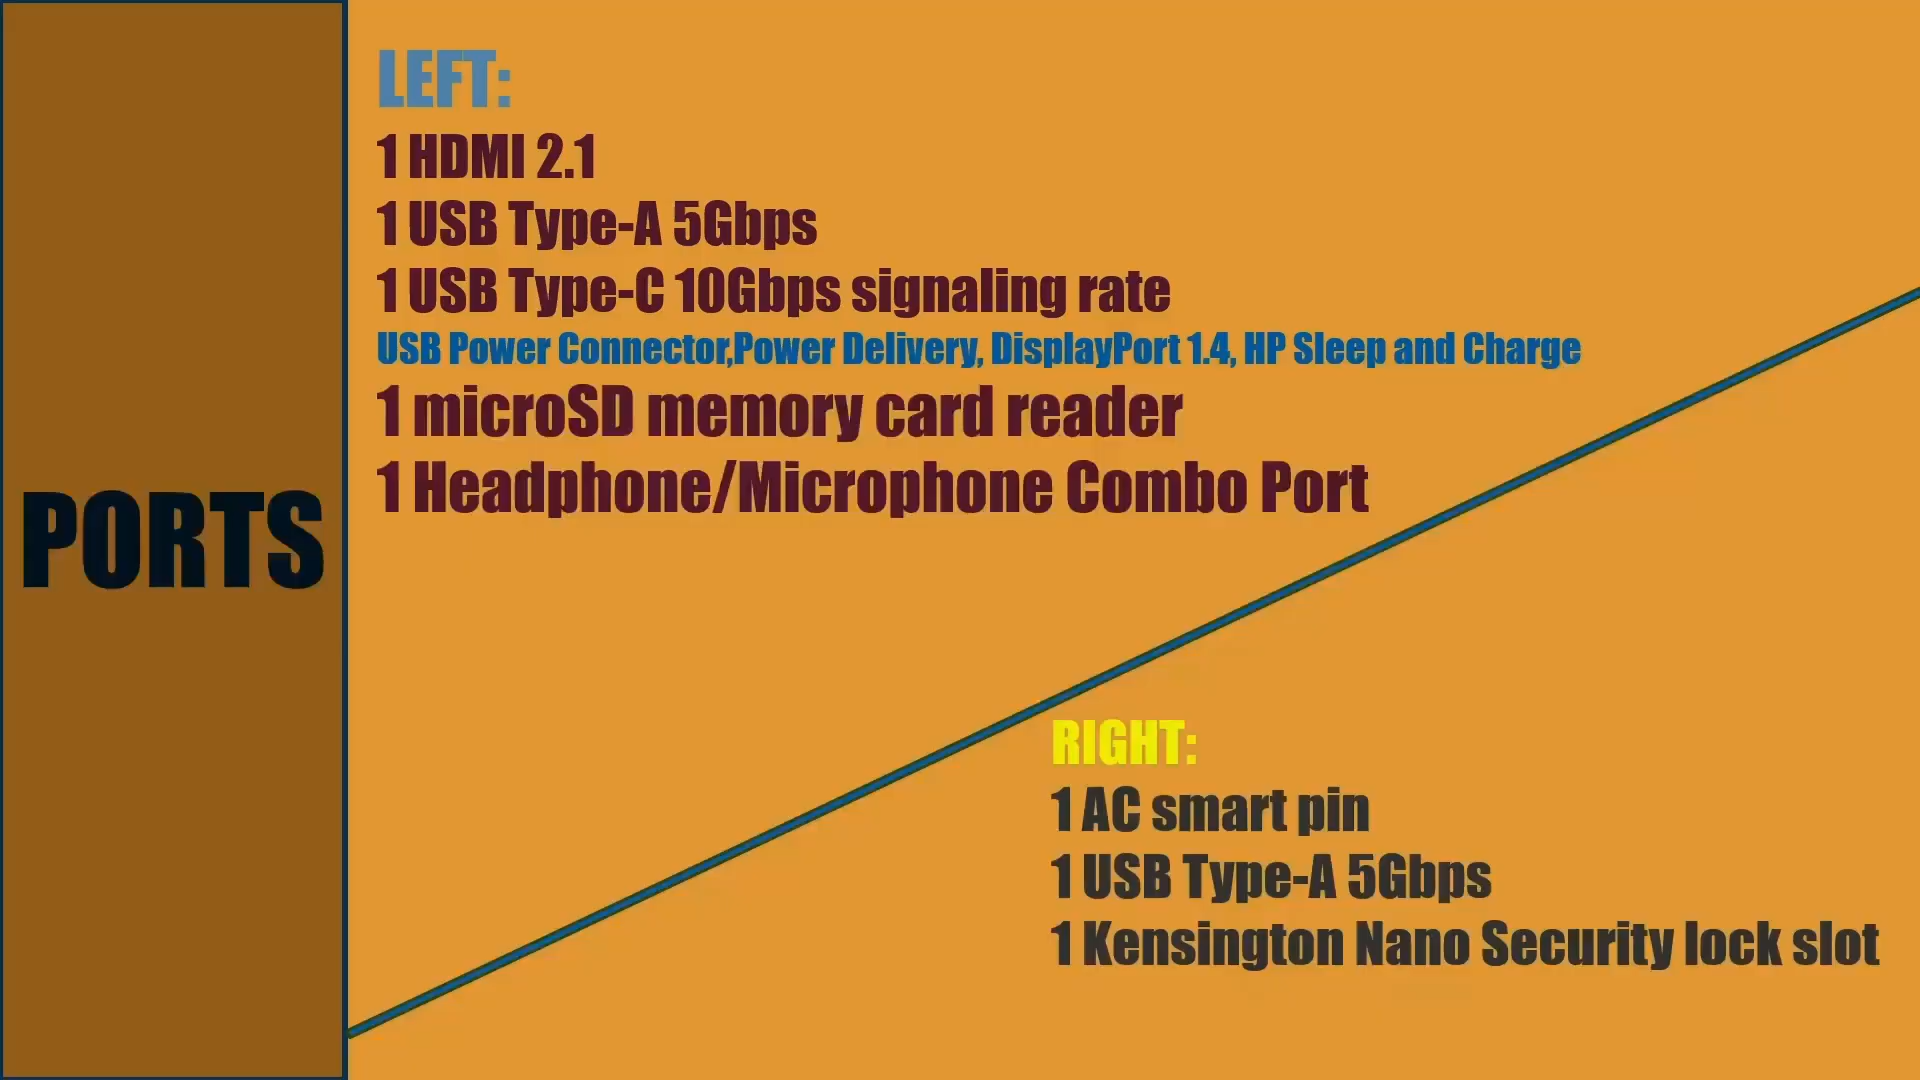 PORTS
LEFT:
1 HDMI 2.1
1 USB Type-A 5Gbps
1 USB Type-C 10Gbps signaling rate
USB Power Connector,Power Delivery, DisplayPort 1.4, HP Sleep and Charge
1 microSD memory card reader
1 Headphone/Microphone Combo Port
RIGHT:
1 AC smart pin
1 USB Type-A 5Gbps
1 Kensington Nano Security lock slot